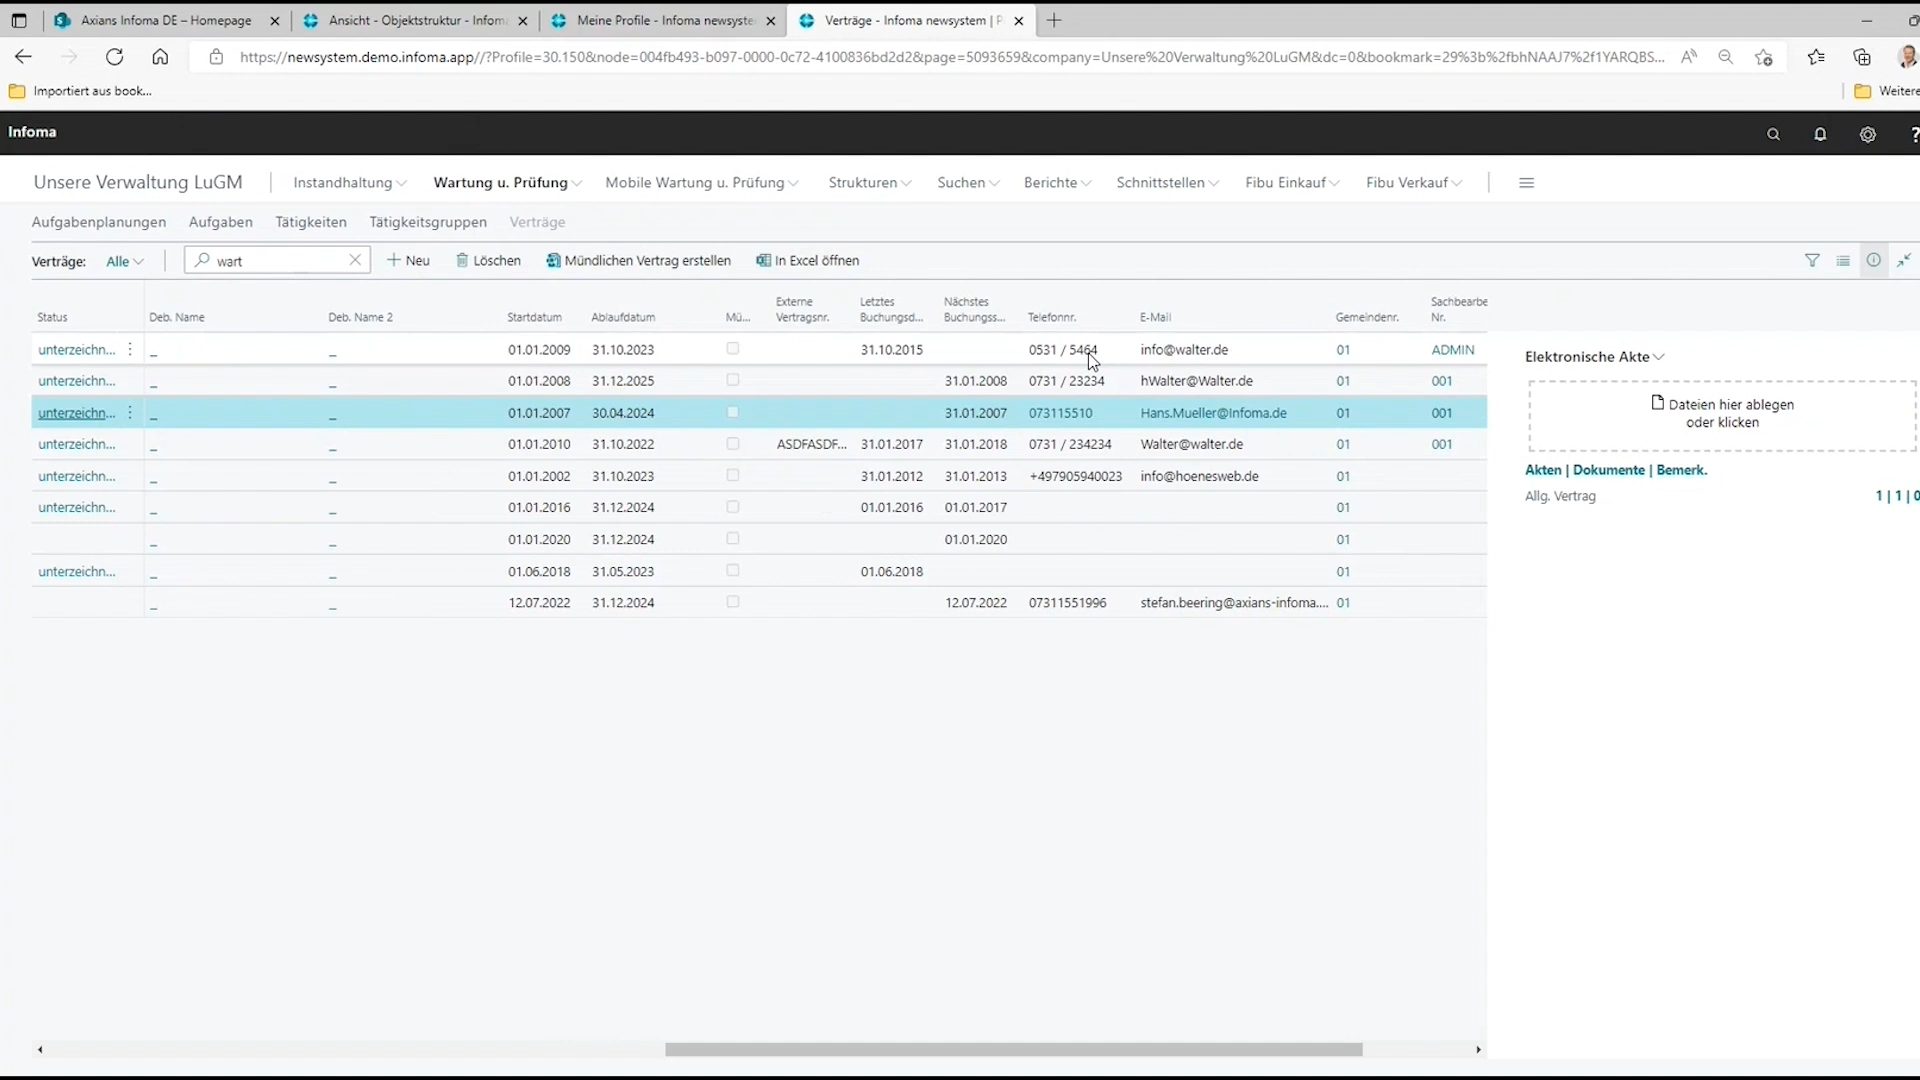 Axians Infoma DE – Homepage
Ansicht - Objektstruktur - Infom
Meine Profile - Infoma newsyste
Verträge - Infoma newsystem |
https://newsystem.demo.infoma.app//?Profile=30.150&node=004fb493-b097-0000-0c72-4100836bd2d2&page=5093659&company=Unsere%20Verwaltung%20LuGM&dc=0&bookmark=29%3b%2fbhNAAJ7%2f1YARQBS...
Importiert aus book...
Weitere
Infoma
?
Unsere Verwaltung LuGM
Instandhaltung
Wartung u. Prüfung
Mobile Wartung u. Prüfung
Strukturen
Suchen
Berichte
Schnittstellen
Fibu Einkauf
Fibu Verkauf
Aufgabenplanungen
Aufgaben
Tätigkeiten
Tätigkeitsgruppen
Verträge
Verträge:
Alle
wart
Neu
Löschen
Mündlichen Vertrag erstellen
In Excel öffnen
Status Deb. Name Deb. Name 2 Startdatum Ablaufdatum Mü... Externe Vertragsnr. Letztes Buchungsd... Nächstes Buchungss... Telefonnr. E-Mail Gemeindenr. Sachbearbe Nr.
unterzeichn... _ _ 01.01.2009 31.10.2023 31.10.2015 0531 / 5464 info@walter.de 01 ADMIN
unterzeichn... _ _ 01.01.2008 31.12.2025 31.01.2008 0731 / 23234 hWalter@Walter.de 01 001
unterzeichn... _ _ 01.01.2007 30.04.2024 31.01.2007 073115510 Hans.Mueller@Infoma.de 01 001
unterzeichn... _ _ 01.01.2010 31.10.2022 ASDFASDF... 31.01.2017 31.01.2018 0731 / 234234 Walter@walter.de 01 001
unterzeichn... _ _ 01.01.2002 31.10.2023 31.01.2012 31.01.2013 +497905940023 info@hoenesweb.de 01
unterzeichn... _ _ 01.01.2016 31.12.2024 01.01.2016 01.01.2017 01
_ _ 01.01.2020 31.12.2024 01.01.2020 01
unterzeichn... _ _ 01.06.2018 31.05.2023 01.06.2018 01
_ _ 12.07.2022 31.12.2024 12.07.2022 07311551996 stefan.beering@axians-infoma.... 01
Elektronische Akte
Dateien hier ablegen
oder klicken
Akten | Dokumente | Bemerk.
Allg. Vertrag 1 | 1 | 0